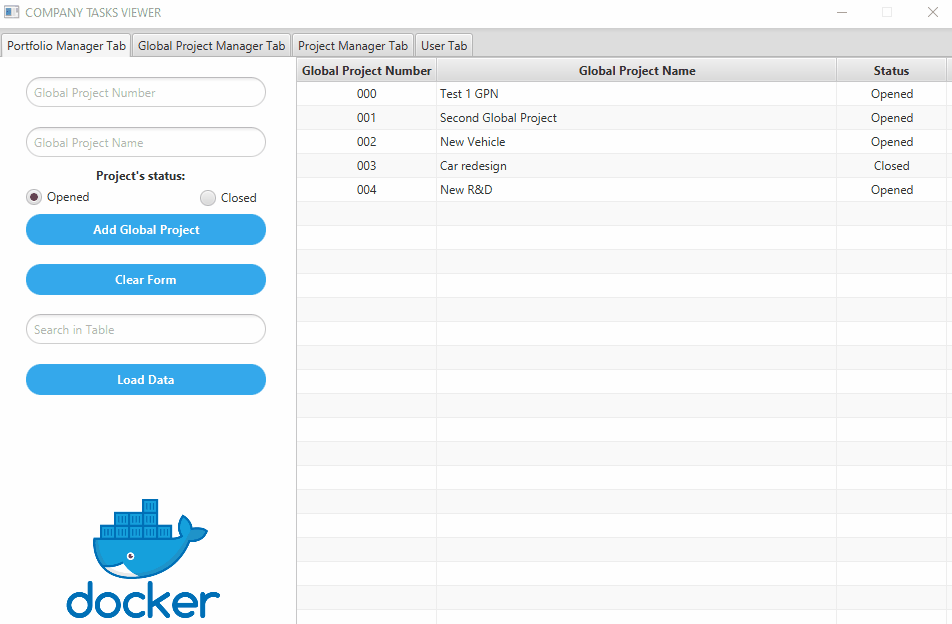 COMPANY TASKS VIEWER
Portfolio Manager Tab Global Project Manager Tab Project Manager Tab User Tab
Global Project Number
Global Project Name
Project's status:
Opened Closed
Add Global Project
Clear Form
Search in Table
Load Data
docker
Global Project Number Global Project Name Status
000 Test 1 GPN Opened
001 Second Global Project Opened
002 New Vehicle Opened
003 Car redesign Closed
004 New R&D Opened